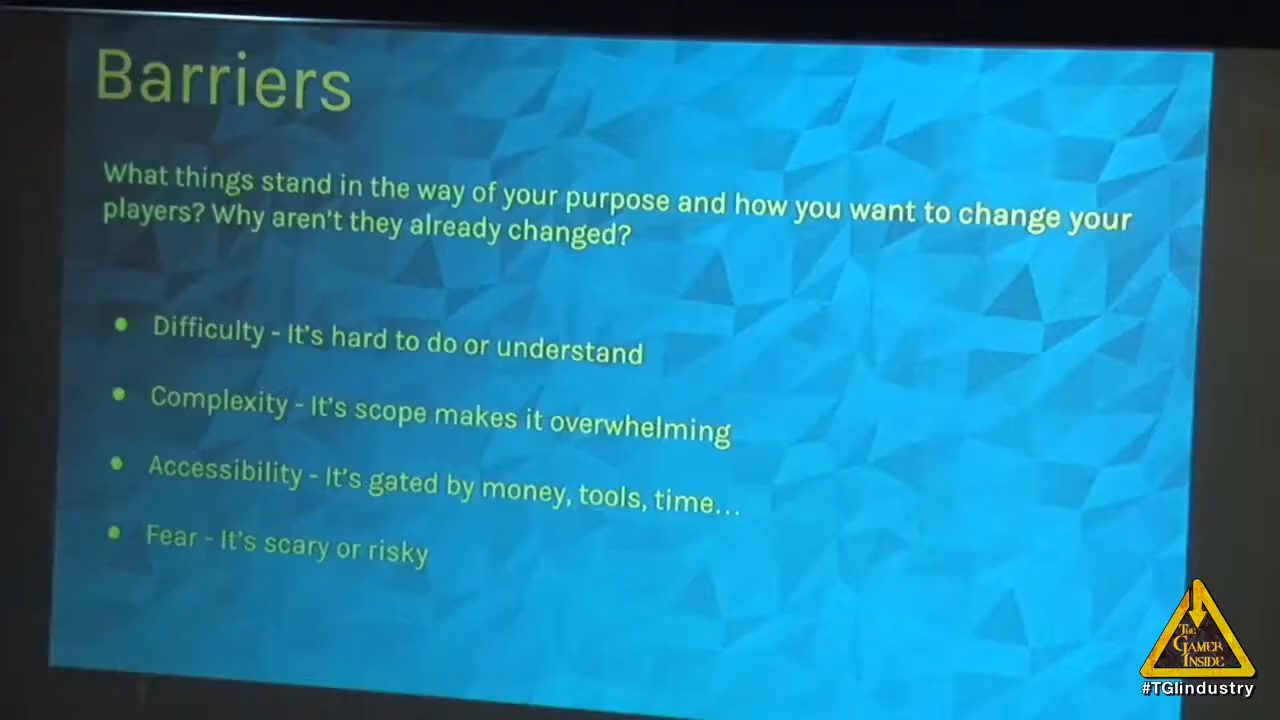 Barriers
What things stand in the way of your purpose and how you want to change your
players? Why aren't they already changed?
● Difficulty - It's hard to do or understand
● Complexity - It's scope makes it overwhelming
● Accessibility - It's gated by money, tools, time...
● Fear - It's scary or risky
THE
GAMER
INSIDE
#TGIindustry